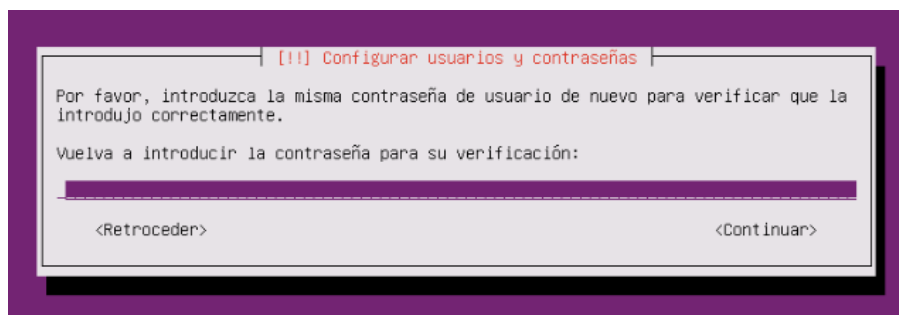 [!!] Configurar usuarios y contraseñas
Por favor, introduzca la misma contraseña de usuario de nuevo para verificar que la
introdujo correctamente.
Vuelva a introducir la contraseña para su verificación:
<Retroceder> <Continuar>